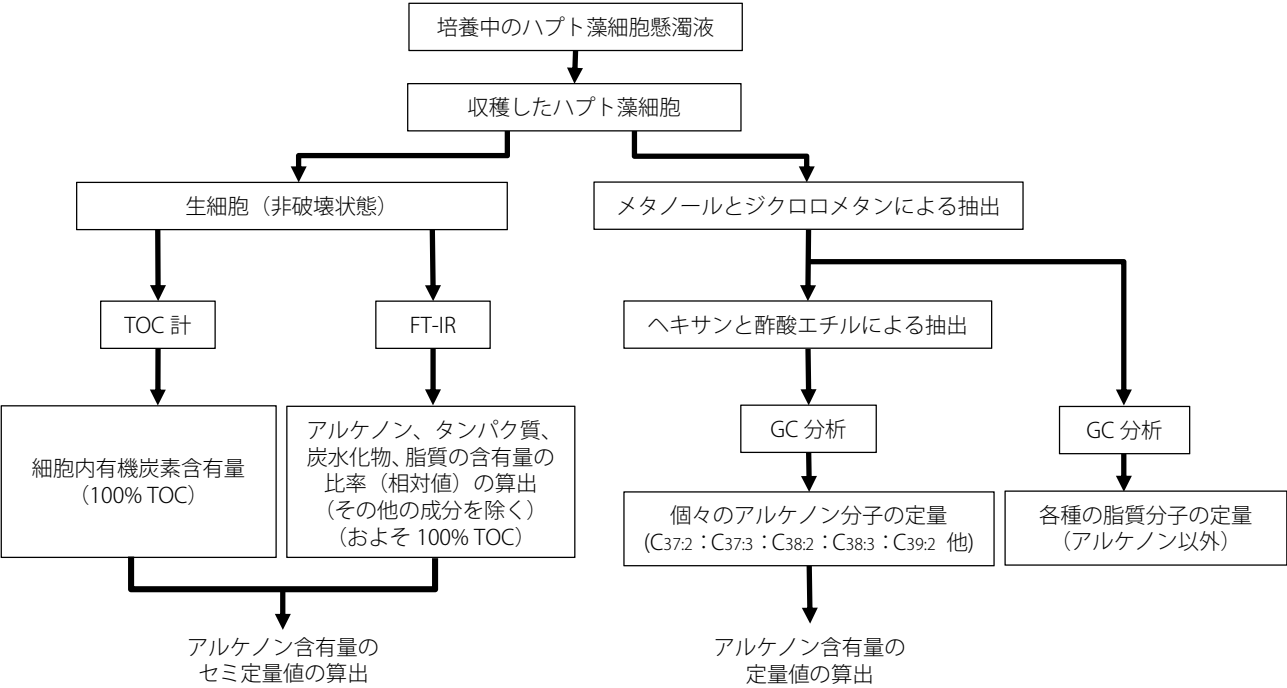 培養中のハプト藻細胞懸濁液
収穫したハプト藻細胞
生細胞（非破壊状態）
メタノールとジクロロメタンによる抽出
TOC 計
FT-IR
ヘキサンと酢酸エチルによる抽出
細胞内有機炭素含有量
（100% TOC）
アルケノン、タンパク質、
炭水化物、脂質の含有量の
比率（相対値）の算出
（その他の成分を除く）
（およそ 100% TOC）
GC 分析
GC 分析
個々のアルケノン分子の定量
(C37:2：C37:3：C38:2：C38:3：C39:2 他)
各種の脂質分子の定量
（アルケノン以外）
アルケノン含有量の
セミ定量値の算出
アルケノン含有量の
定量値の算出